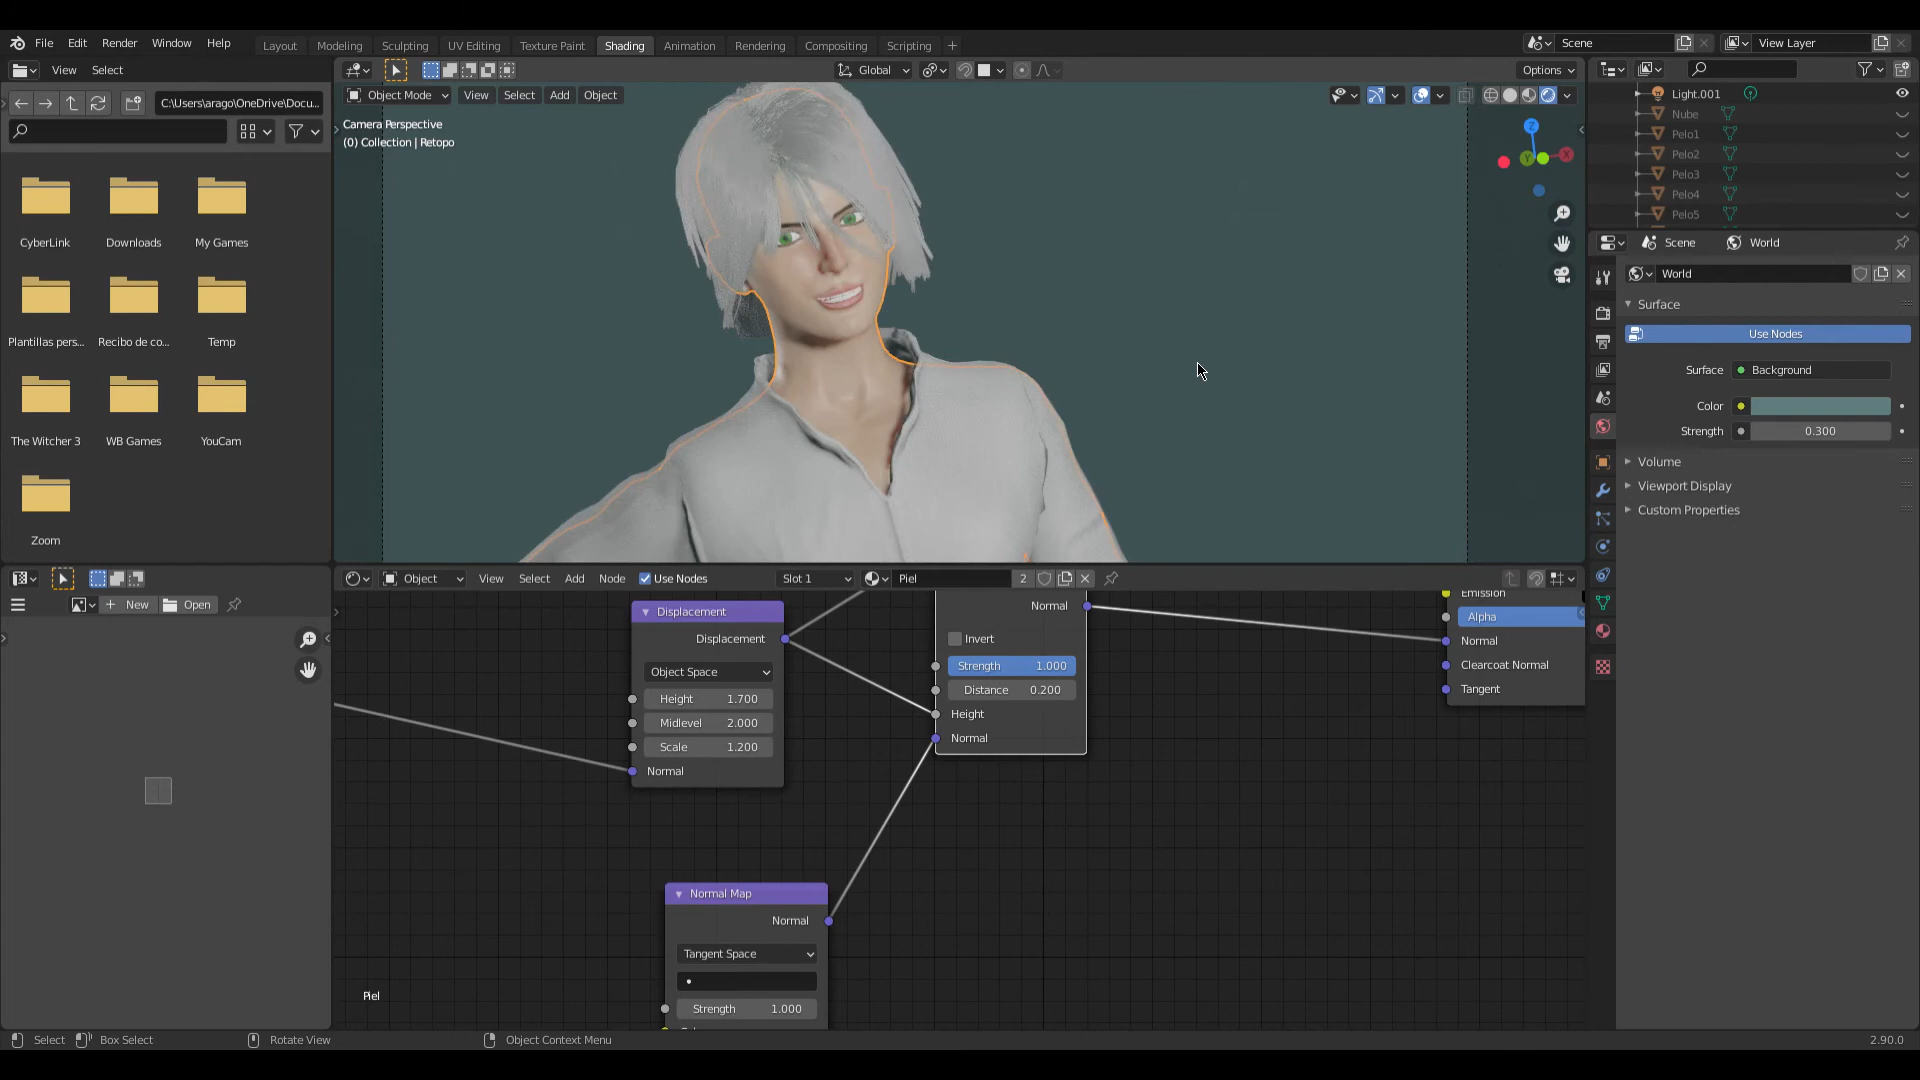 File Edit Render Window Help
Layout Modeling Sculpting UV Editing Texture Paint Shading Animation Rendering Compositing Scripting
Scene View Layer
View Select
Global Options
C:\Users\arago\OneDrive\Docu...
Object Mode View Select Add Object
Camera Perspective
(0) Collection | Retopo
Z X Y
CyberLink Downloads My Games
Plantillas pers... Recibo de co... Temp
The Witcher 3 WB Games YouCam
Zoom
Light.001
Nube
Pelo1
Pelo2
Pelo3
Pelo4
Pelo5
Scene World
World
Surface
Use Nodes
Surface Background
Color
Strength 0.300
Volume
Viewport Display
Custom Properties
Object View Select Add Node Use Nodes Slot 1 Piel 2
New Open
Displacement
Displacement
Object Space
Height 1.700
Midlevel 2.000
Scale 1.200
Normal
Normal
Invert
Strength 1.000
Distance 0.200
Height
Normal
Emission
Alpha
Normal
Clearcoat Normal
Tangent
Normal Map
Normal
Tangent Space
Strength 1.000
Piel
Select Box Select Rotate View Object Context Menu 2.90.0